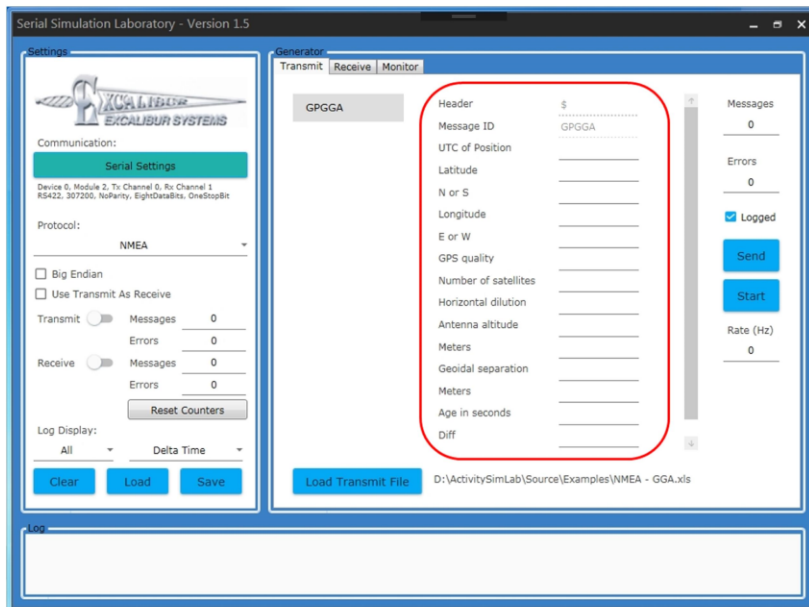 Serial Simulation Laboratory - Version 1.5
Settings
EXCALIBUR
EXCALIBUR SYSTEMS
Communication:
Serial Settings
Device 0, Module 2, Tx Channel 0, Rx Channel 1
RS422, 307200, NoParity, EightDataBits, OneStopBit
Protocol:
NMEA
Big Endian
Use Transmit As Receive
Transmit Messages 0
Errors 0
Receive Messages 0
Errors 0
Reset Counters
Log Display:
All Delta Time
Clear Load Save
Generator
Transmit Receive Monitor
GPGGA
Header $
Message ID GPGGA
UTC of Position
Latitude
N or S
Longitude
E or W
GPS quality
Number of satellites
Horizontal dilution
Antenna altitude
Meters
Geoidal separation
Meters
Age in seconds
Diff
Messages
0
Errors
0
Logged
Send
Start
Rate (Hz)
0
Load Transmit File D:\ActivitySimLab\Source\Examples\NMEA - GGA.xls
Log